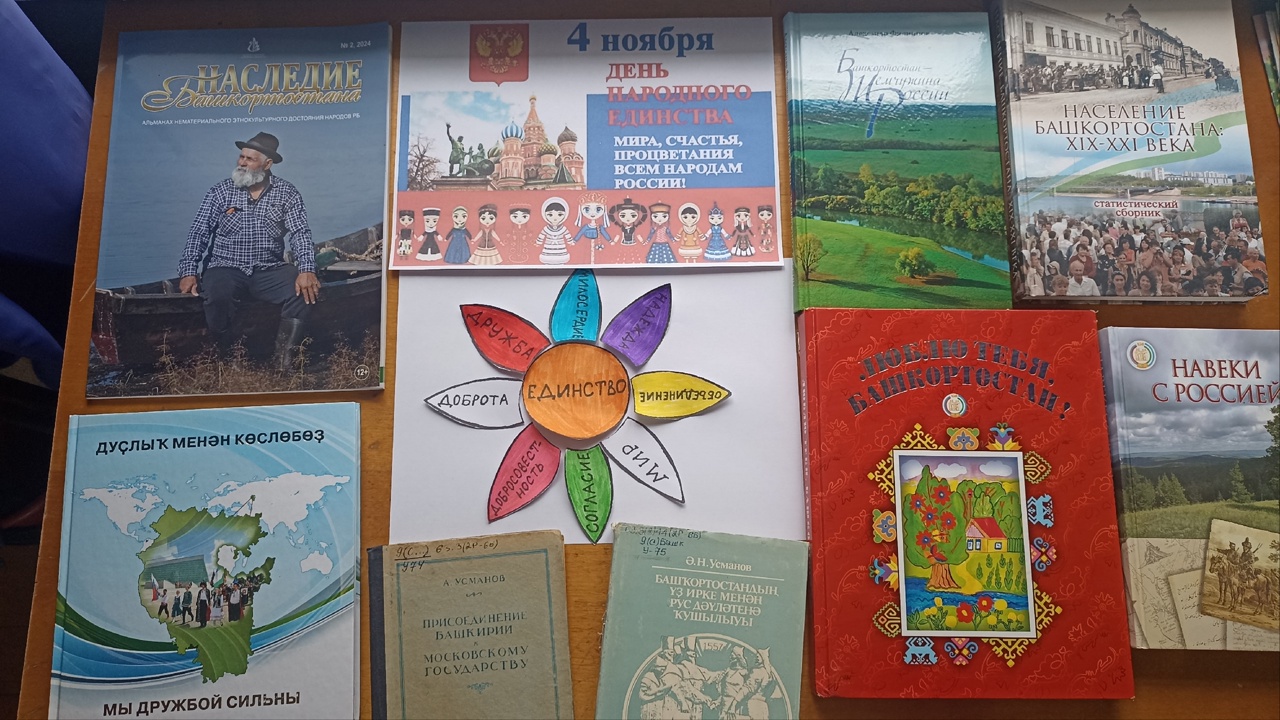 № 2, 2024
НАСЛЕДИЕ
Башкортостана
АЛЬМАНАХ НЕМАТЕРИАЛЬНОГО ЭТНОКУЛЬТУРНОГО ДОСТОЯНИЯ НАРОДОВ РБ
12+
4 ноября
ДЕНЬ
НАРОДНОГО
ЕДИНСТВА
МИРА, СЧАСТЬЯ,
ПРОЦВЕТАНИЯ
ВСЕМ НАРОДАМ
РОССИИ!
Башкортостан –
Жемчужина
России
НАСЕЛЕНИЕ
БАШКОРТОСТАНА:
XIX-XXI ВЕКА
СТАТИСТИЧЕСКИЙ
СБОРНИК
ЕДИНСТВО
МИЛОСЕРДИЕ
НАДЕЖДА
ОБЪЕДИНЕНИЕ
МИР
СОГЛАСИЕ
ДОБРОСОВЕСТ-
НОСТЬ
ДОБРОТА
ДРУЖБА
ЛЮБЛЮ ТЕБЯ,
БАШКОРТОСТАН!
НАВЕКИ
С РОССИЕЙ
ДУҪЛЫҠ МЕНӘН КӨСЛӨБӨҘ
МЫ ДРУЖБОЙ СИЛЬНЫ
У74
А. УСМАНОВ
ПРИСОЕДИНЕНИЕ
БАШКИРИИ
МОСКОВСКОМУ
ГОСУДАРСТВУ
У-75
Ә.Н. Усманов
БАШҠОРТОСТАНДЫҢ
ҮҘ ИРКЕ МЕНӘН
РУС ДӘҮЛӘТЕНӘ
ҠУШЫЛЫУЫ
1557